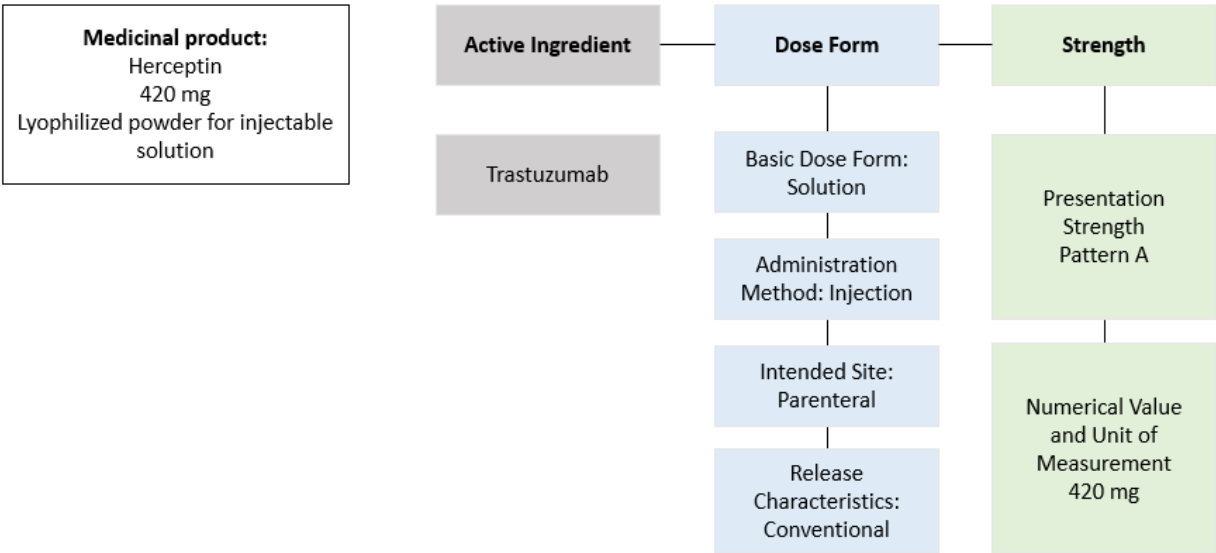 Medicinal product:
Herceptin
420 mg
Lyophilized powder for injectable
solution
Active Ingredient
Dose Form
Strength
Trastuzumab
Basic Dose Form:
Solution
Administration
Method: Injection
Intended Site:
Parenteral
Release
Characteristics:
Conventional
Presentation
Strength
Pattern A
Numerical Value
and Unit of
Measurement
420 mg